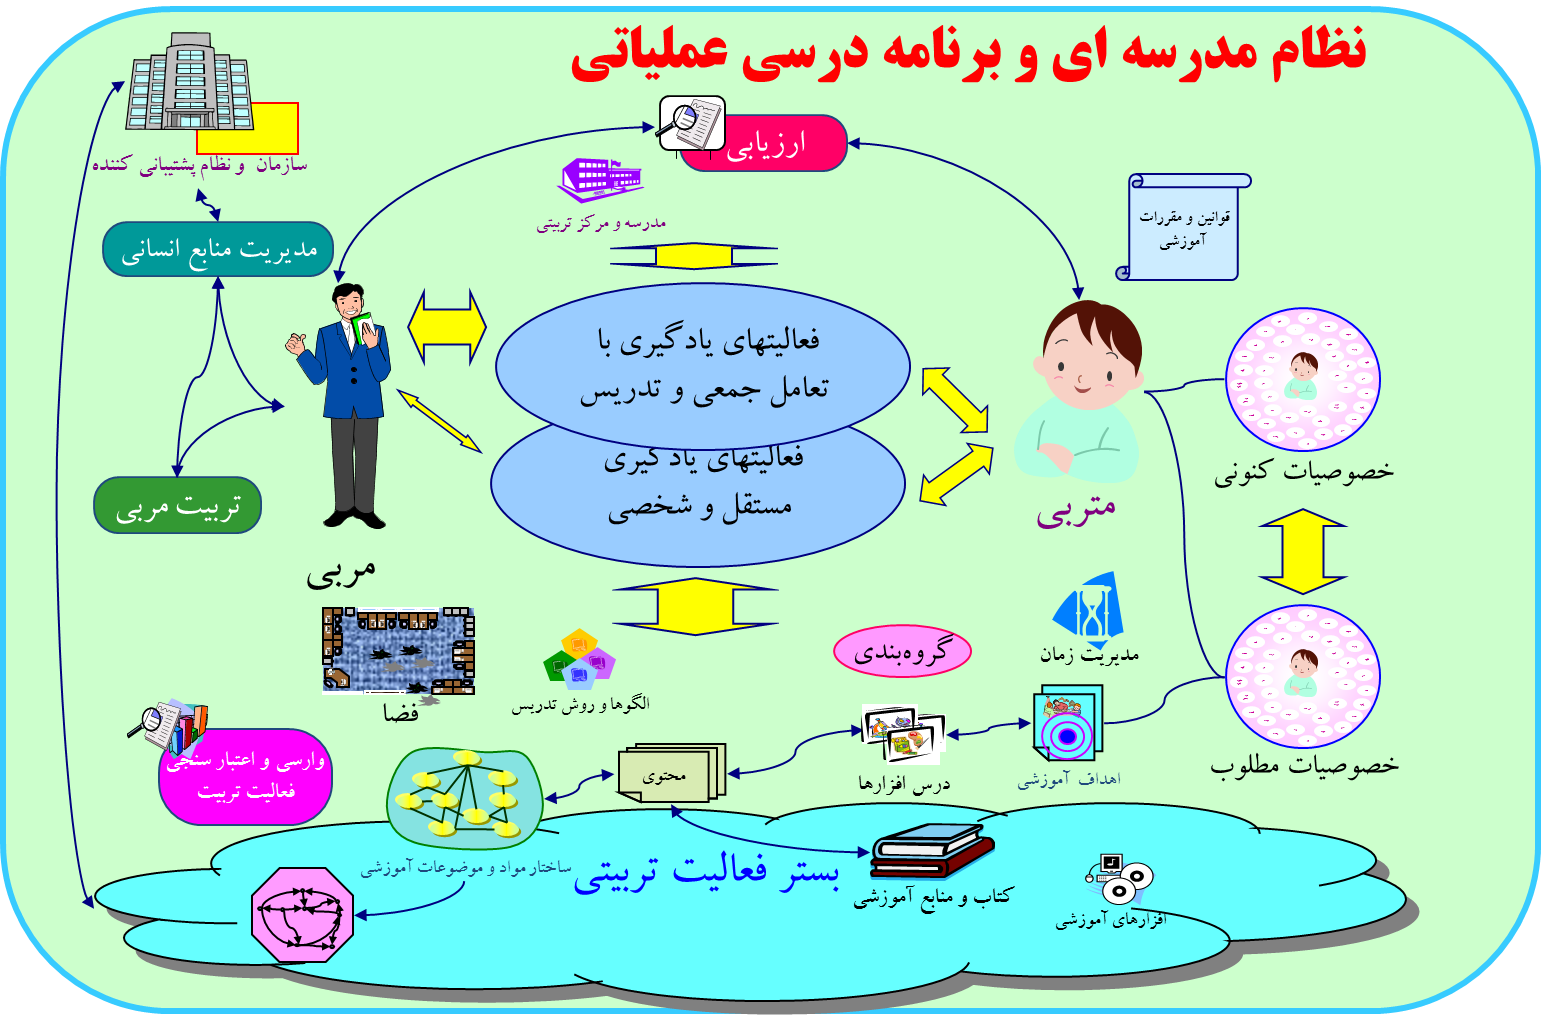 نظام مدرسه ای و برنامه درسی عملیاتی
ارزیابی
سازمان و نظام پشتیبانی کننده
مدرسه و مرکز تربیتی
قوانین و مقررات
آموزشی
مدیریت منابع انسانی
فعالیتهای یادگیری با
تعامل جمعی و تدریس
فعالیتهای یادگیری
مستقل و شخصی
خصوصیات کنونی
متربی
تربیت مربی
مربی
گروه‌بندی
مدیریت زمان
الگوها و روش تدریس
فضا
خصوصیات مطلوب
وارسی و اعتبار سنجی
فعالیت تربیت
محتوی
درس افزارها
اهداف آموزشی
ساختار مواد و موضوعات آموزشی
بستر فعالیت تربیتی
کتاب و منابع آموزشی
افزارهای آموزشی